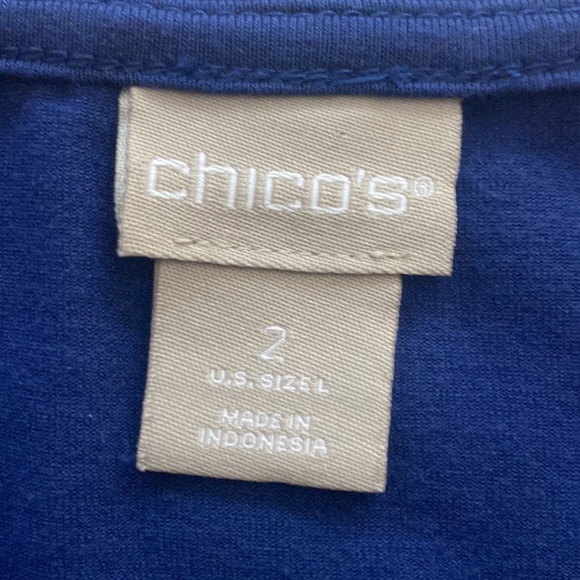 chico's®
2
U.S. SIZE L
MADE IN
INDONESIA